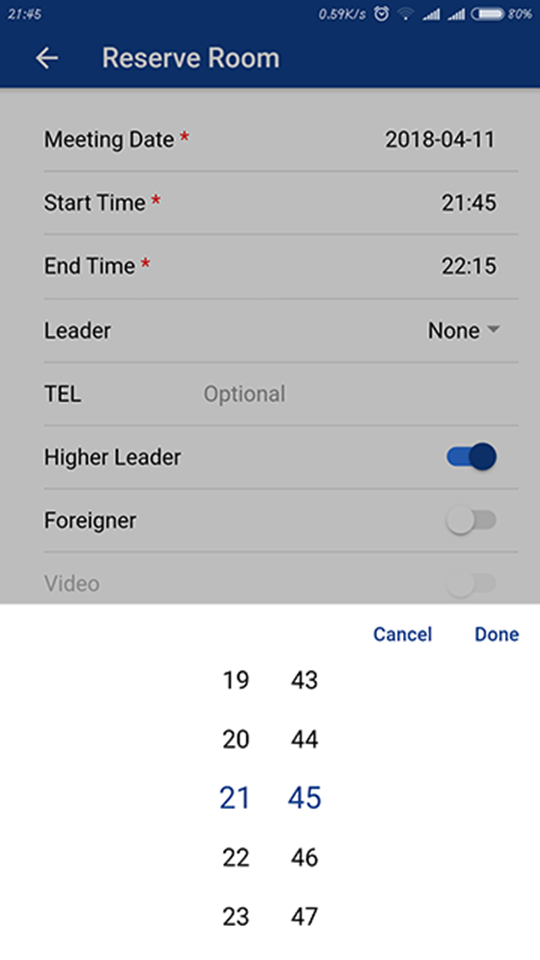 21:45 0.59K/s 80%
Reserve Room
Meeting Date * 2018-04-11
Start Time * 21:45
End Time * 22:15
Leader None
TEL Optional
Higher Leader
Foreigner
Video
Cancel Done
19 43
20 44
21 45
22 46
23 47